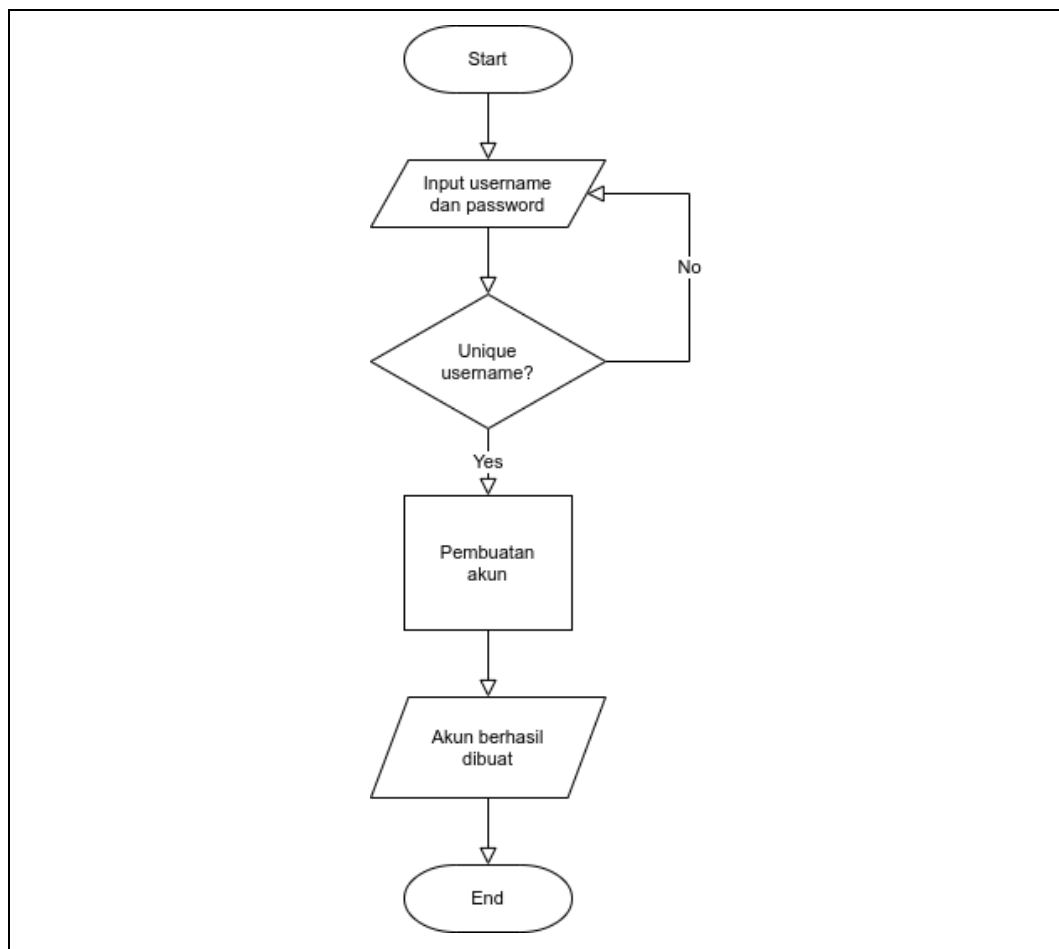 Start
Input username
dan password
No
Unique
username?
Yes
Pembuatan
akun
Akun berhasil
dibuat
End